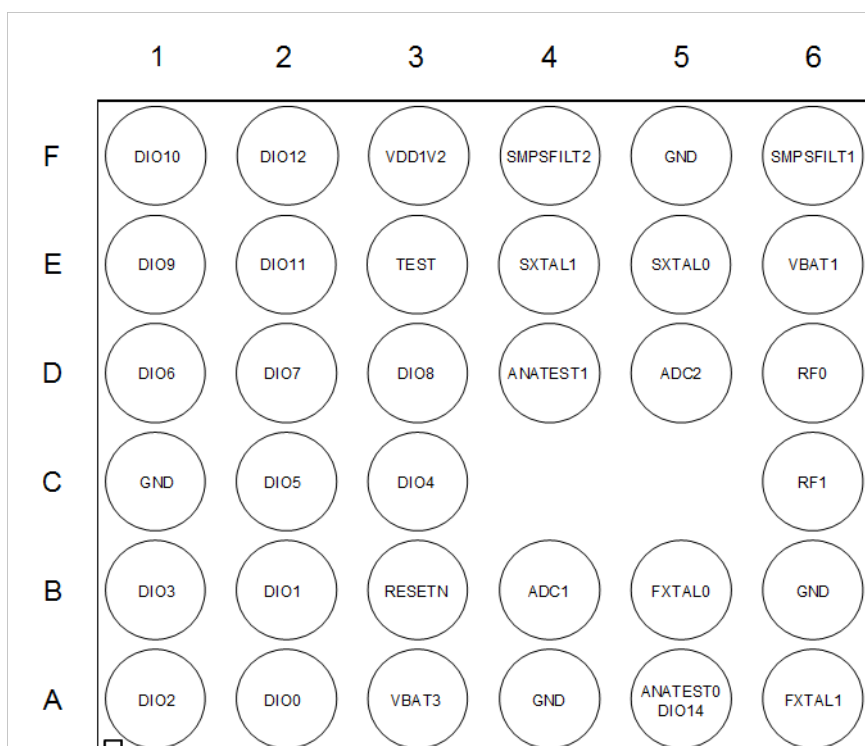 1 2 3 4 5 6
F DIO10 DIO12 VDD1V2 SMPSFILT2 GND SMPSFILT1
E DIO9 DIO11 TEST SXTAL1 SXTAL0 VBAT1
D DIO6 DIO7 DIO8 ANATEST1 ADC2 RF0
C GND DIO5 DIO4 RF1
B DIO3 DIO1 RESETN ADC1 FXTAL0 GND
A DIO2 DIO0 VBAT3 GND ANATEST0 FXTAL1
DIO14